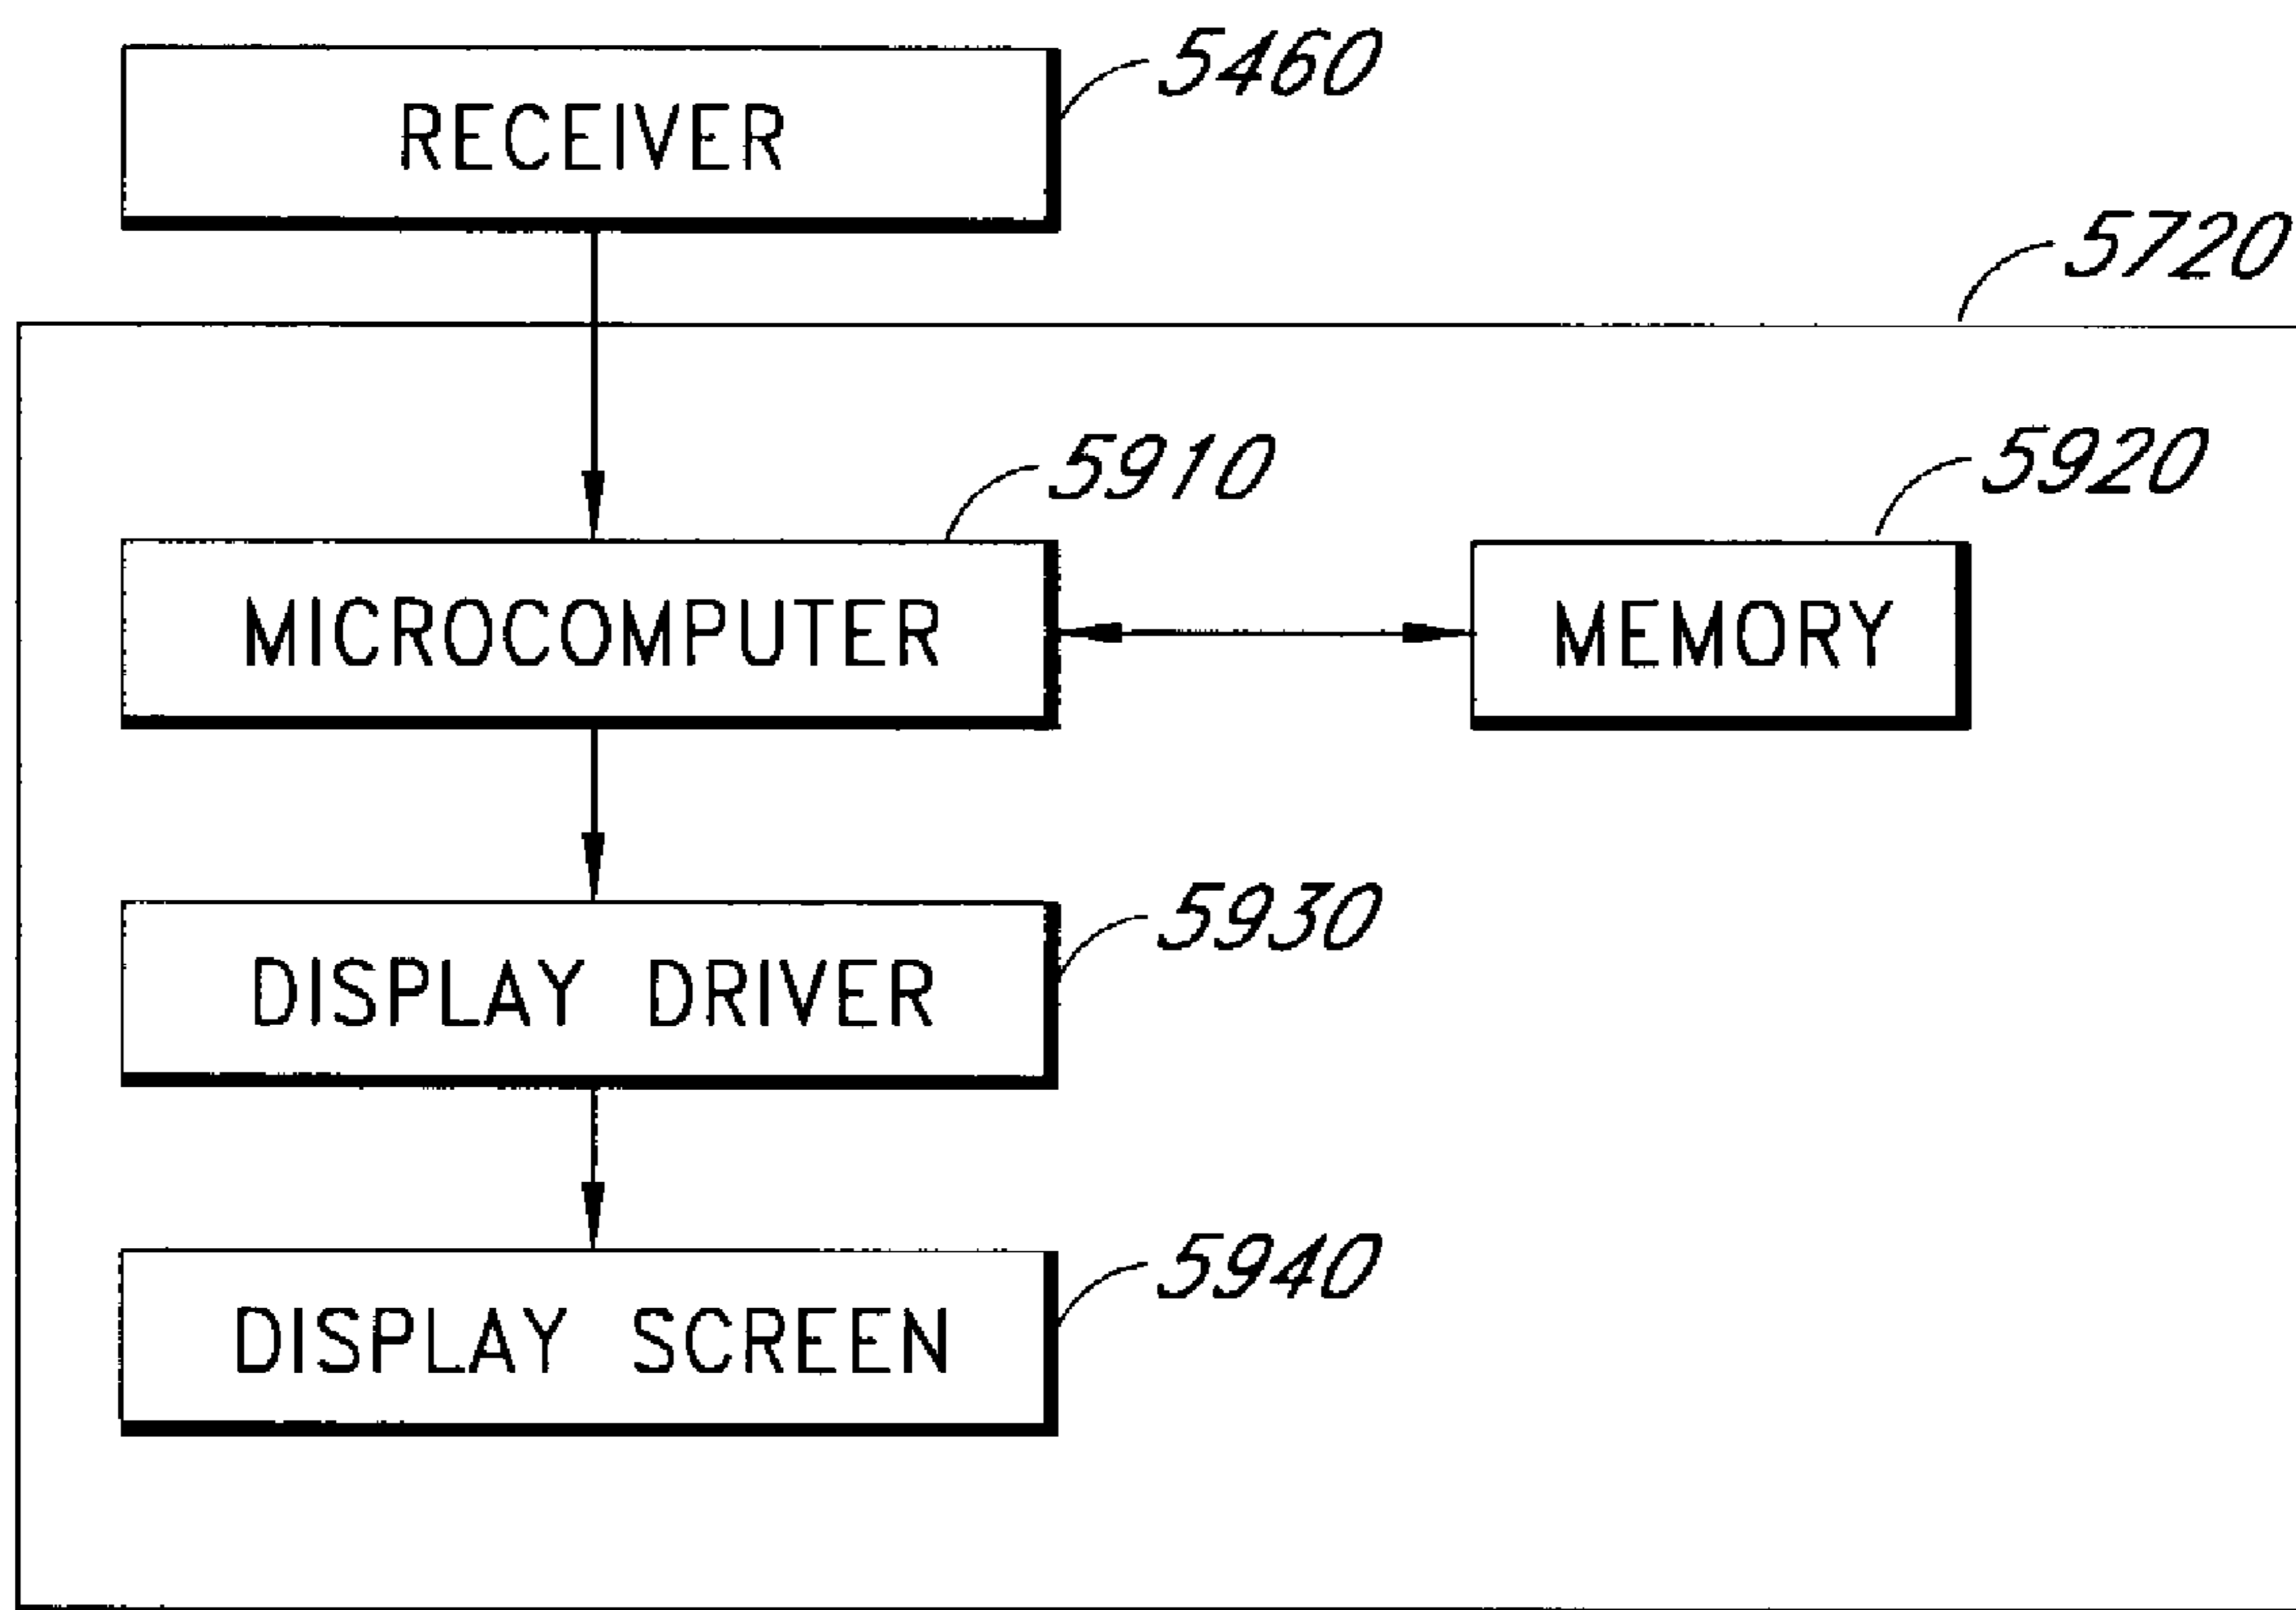 5460
RECEIVER
5720
5910
5920
MICROCOMPUTER
MEMORY
5930
DISPLAY DRIVER
5940
DISPLAY SCREEN